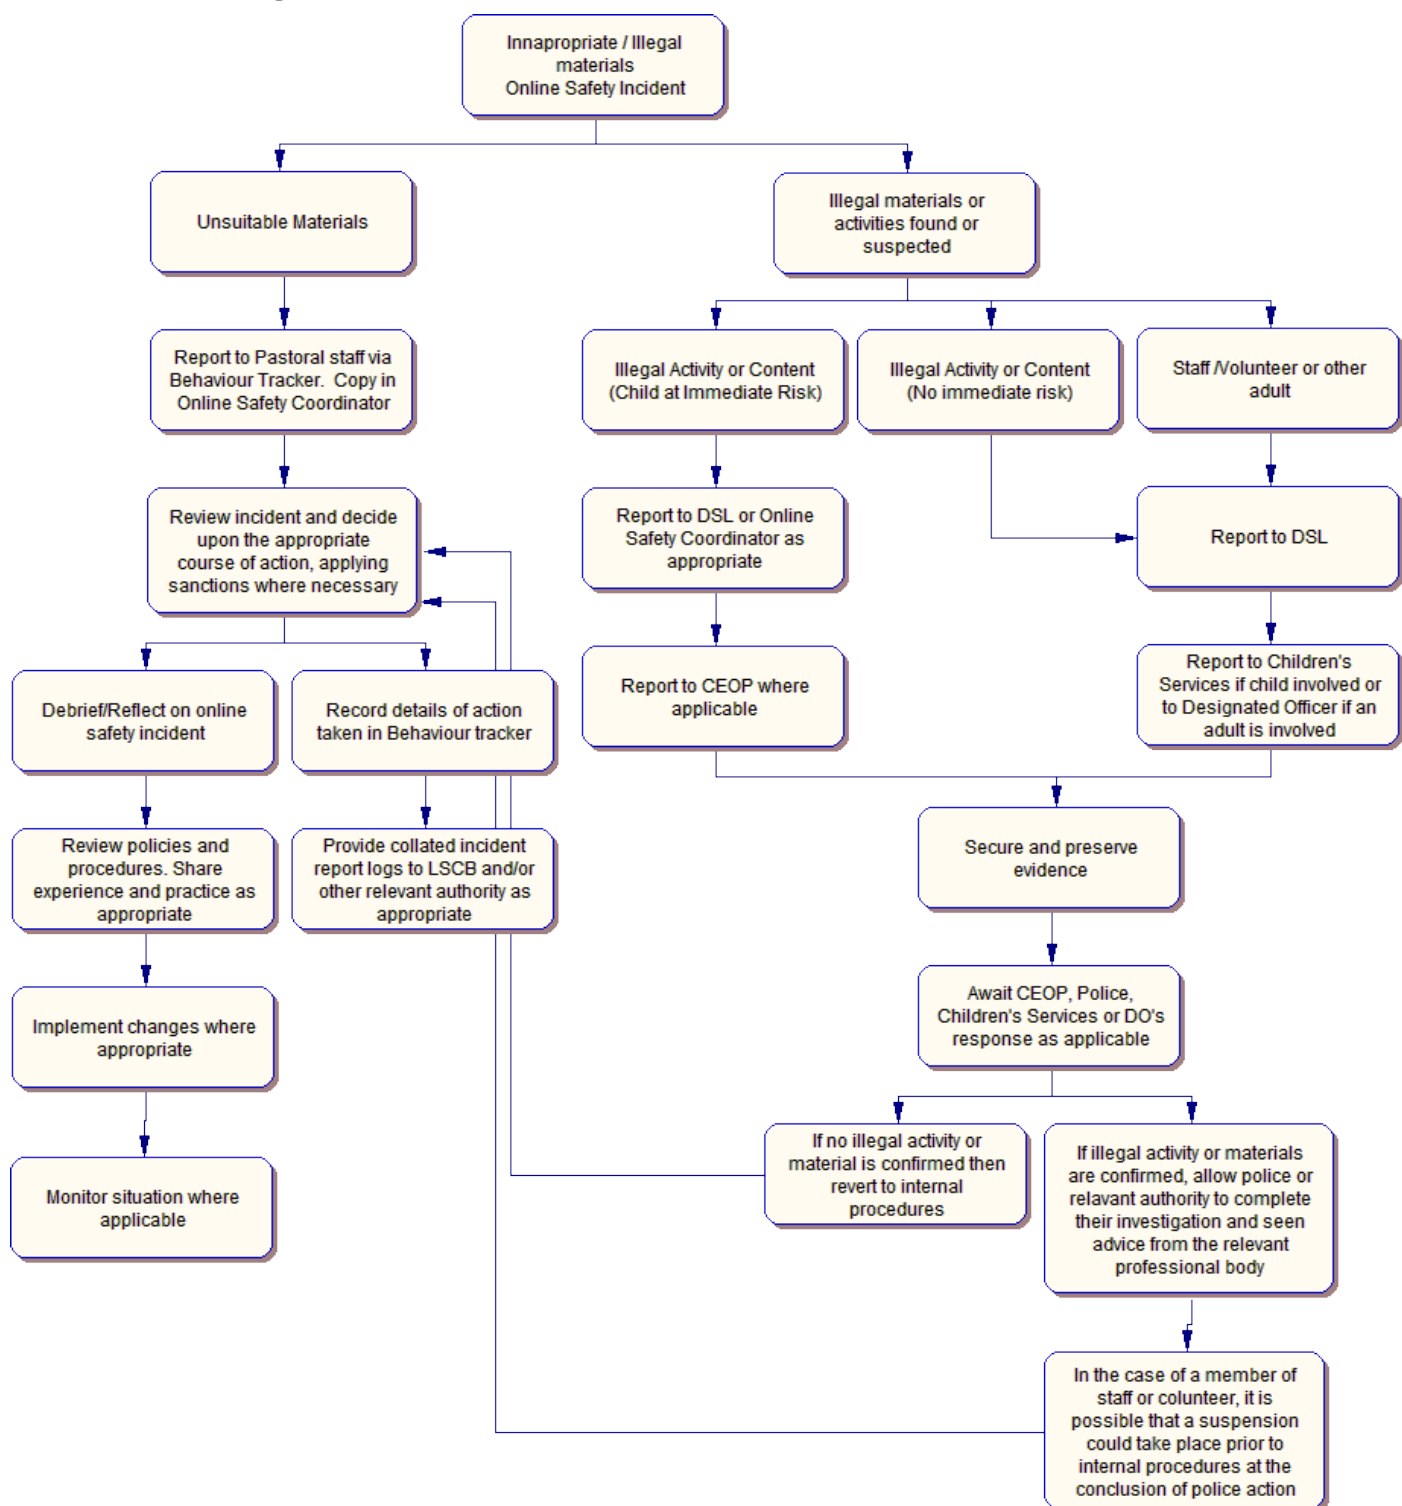 Innapropriate / Illegal
materials
Online Safety Incident
Unsuitable Materials
Illegal materials or
activities found or
suspected
Report to Pastoral staff via
Behaviour Tracker.  Copy in
Online Safety Coordinator
Illegal Activity or Content
(Child at Immediate Risk)
Illegal Activity or Content
(No immediate risk)
Staff /Volunteer or other
adult
Review incident and decide
upon the appropriate
course of action, applying
sanctions where necessary
Report to DSL or Online
Safety Coordinator as
appropriate
Report to DSL
Debrief/Reflect on online
safety incident
Record details of action
taken in Behaviour tracker
Report to CEOP where
applicable
Report to Children's
Services if child involved or
to Designated Officer if an
adult is involved
Review policies and
procedures. Share
experience and practice as
appropriate
Provide collated incident
report logs to LSCB and/or
other relevant authority as
appropriate
Secure and preserve
evidence
Implement changes where
appropriate
Await CEOP, Police,
Children's Services or DO's
response as applicable
Monitor situation where
applicable
If no illegal activity or
material is confirmed then
revert to internal
procedures
If illegal activity or materials
are confirmed, allow police or
relavant authority to complete
their investigation and seen
advice from the relevant
professional body
In the case of a member of
staff or colunteer, it is
possible that a suspension
could take place prior to
internal procedures at the
conclusion of police action